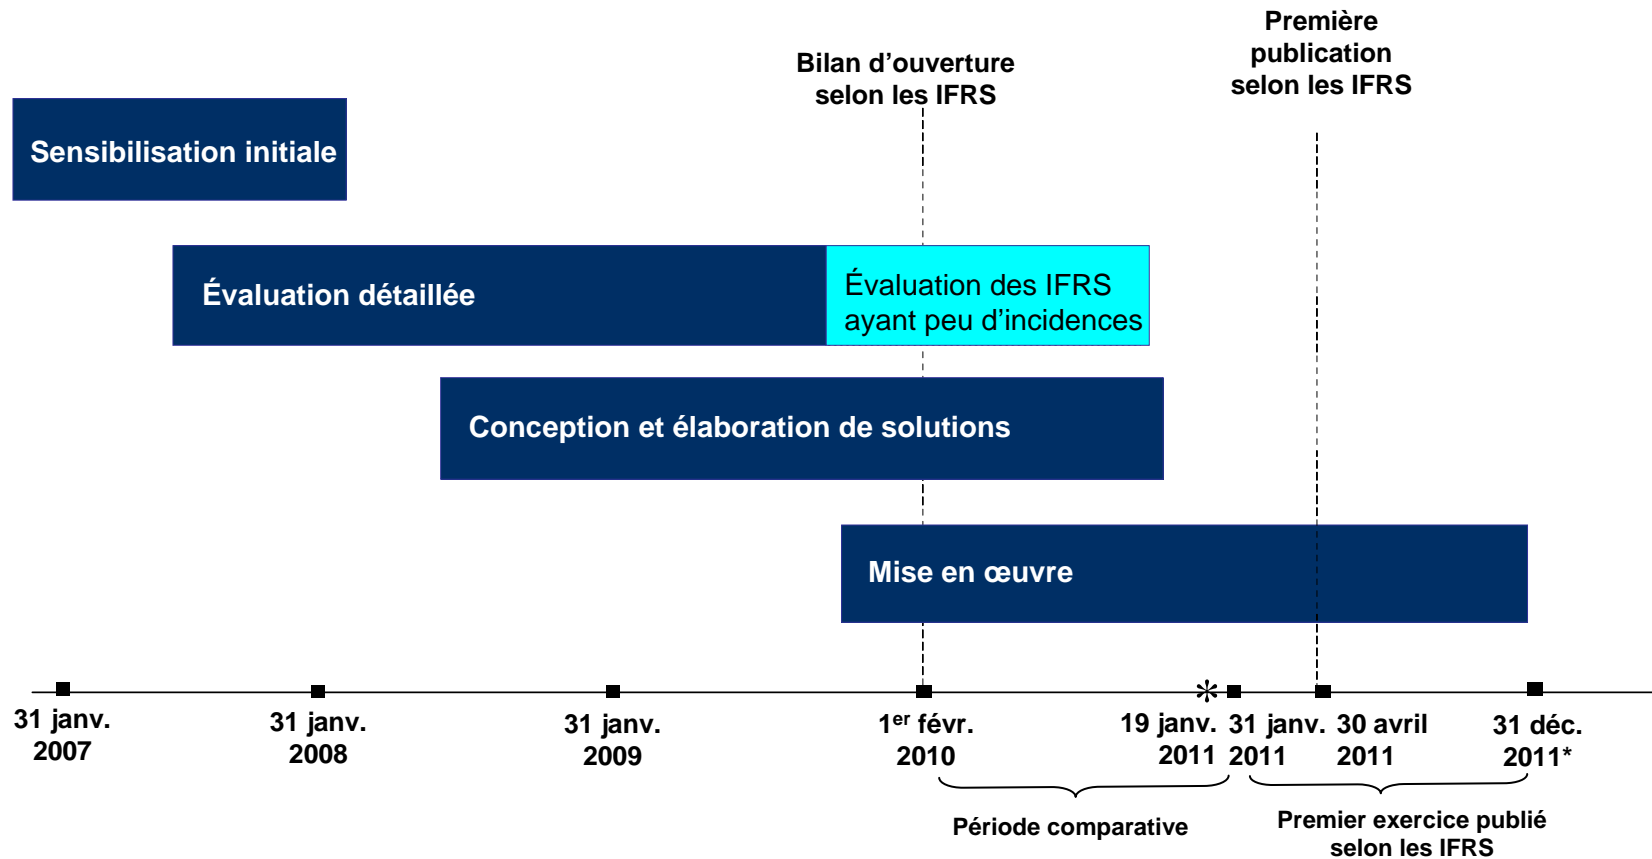 Première
publication
selon les IFRS
Bilan d’ouverture
selon les IFRS
Sensibilisation initiale
Évaluation détaillée
Évaluation des IFRS
ayant peu d’incidences
Conception et élaboration de solutions
Mise en œuvre
*
31 janv.
2007
31 janv.
2008
31 janv.
2009
1er févr.
2010
19 janv.
2011
31 janv.
2011
30 avril
2011
31 déc.
2011*
Période comparative
Premier exercice publié
selon les IFRS